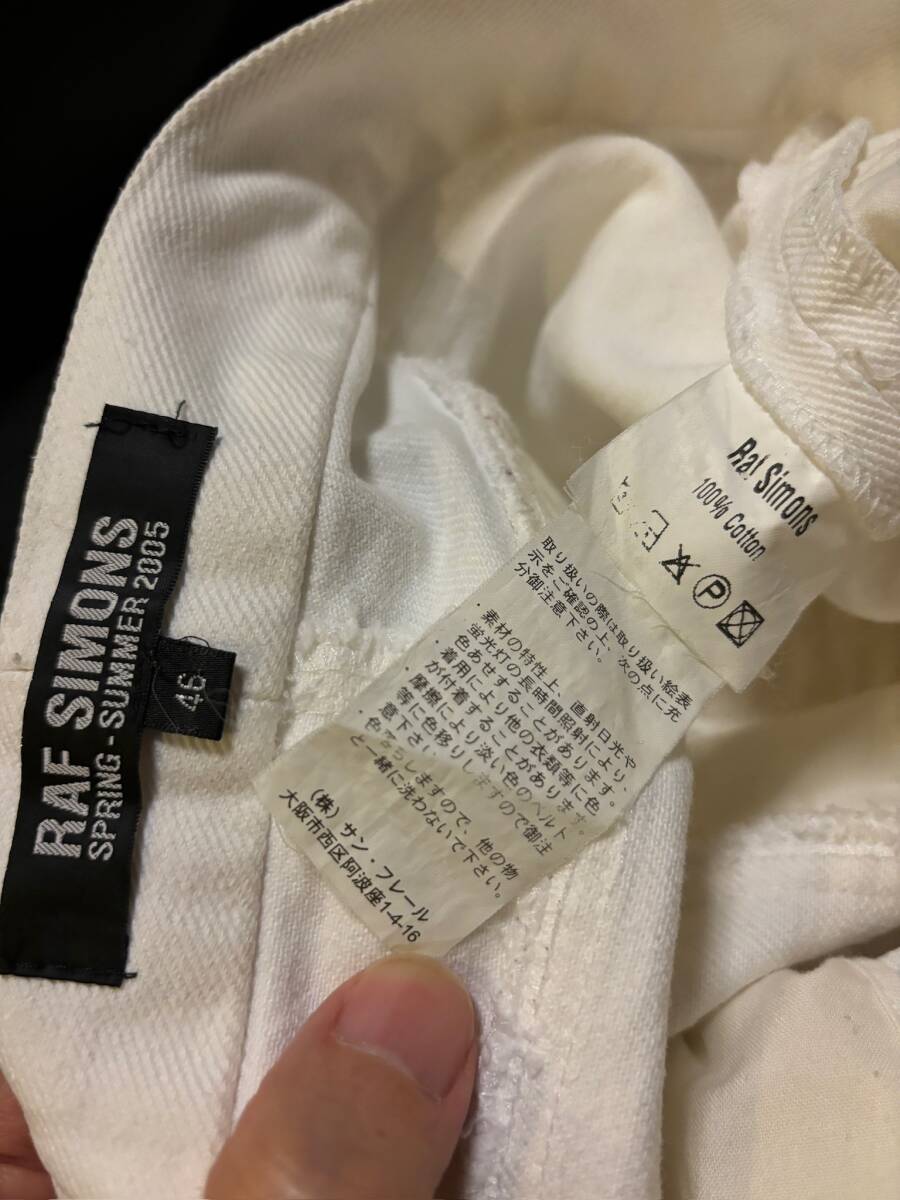 RAF SIMONS
SPRING - SUMMER 2005
46
Raf Simons
100% Cotton
P
取り扱いの際は取り扱い絵表
示をご確認の上、次の点に充
分御注意下さい。
・素材の特性上、直射日光や
蛍光灯の長時間照射により、
色あせすることがあります。
・着用により他の衣類等に色
が付着することがあります。
・摩擦により淡い色のベルト
等に色移りしますので御注
意下さい。
色落ちしますので、他の物
と一緒に洗わないで下さい。
(株)サン・フレール
大阪市西区阿波座1-4-16